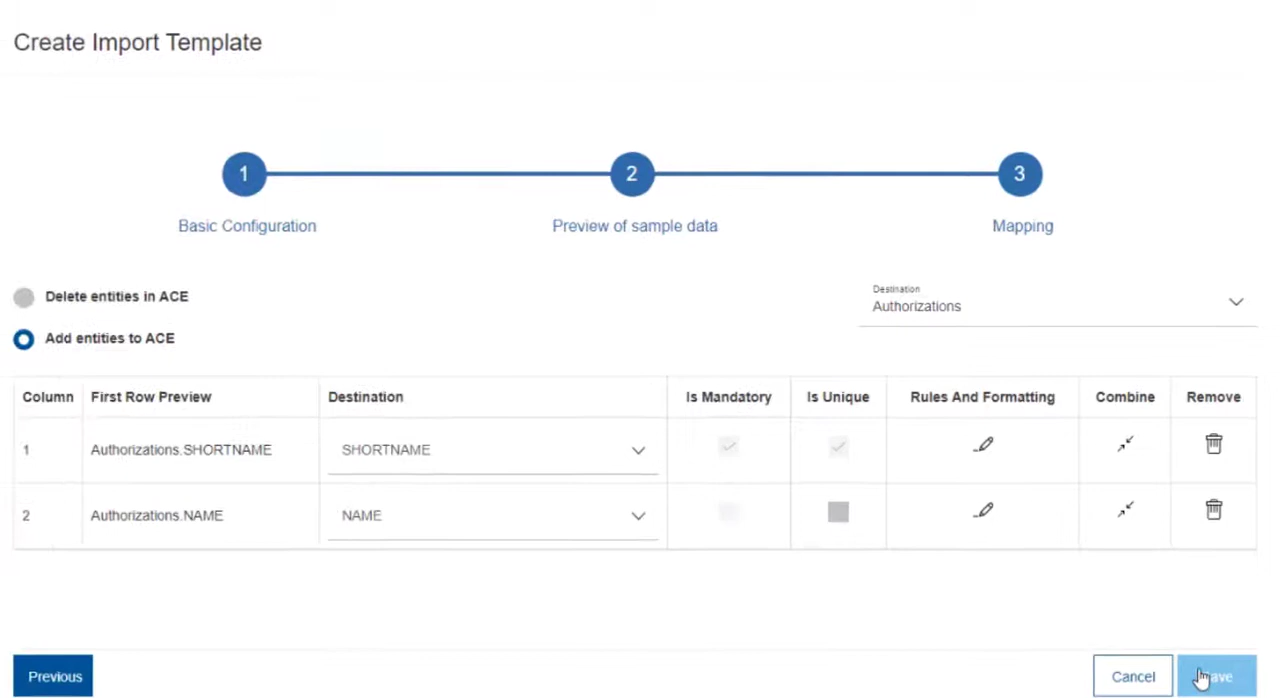 Create Import Template
1
2
3
Basic Configuration
Preview of sample data
Mapping
Delete entities in ACE
Destination
Authorizations
Add entities to ACE
Column First Row Preview Destination Is Mandatory Is Unique Rules And Formatting Combine Remove
1 Authorizations.SHORTNAME SHORTNAME
2 Authorizations.NAME NAME
Previous
Cancel